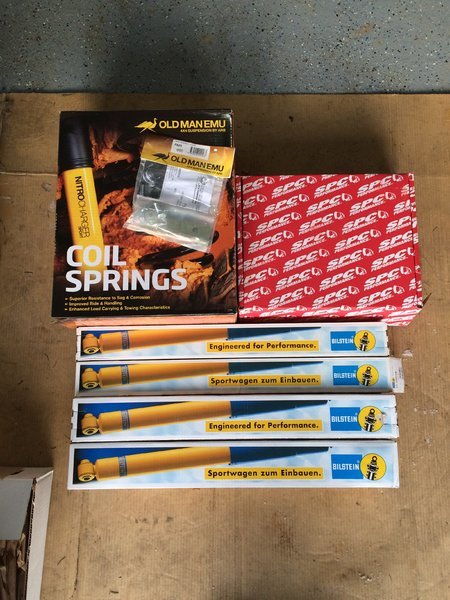 OLD MAN EMU
4X4 SUSPENSION BY ARB
OLD MAN EMU
NITROCHARGER
SPORT
COIL
SPRINGS
Superior Resistance to Sag & Corrosion
Improved Ride & Handling
Enhanced Load Carrying & Towing Characteristics
SPC
PERFORMANCE
Engineered for Performance.
BILSTEIN
Sportwagen zum Einbauen.
BILSTEIN
Engineered for Performance.
BILSTEIN
Sportwagen zum Einbauen.
BILSTEIN